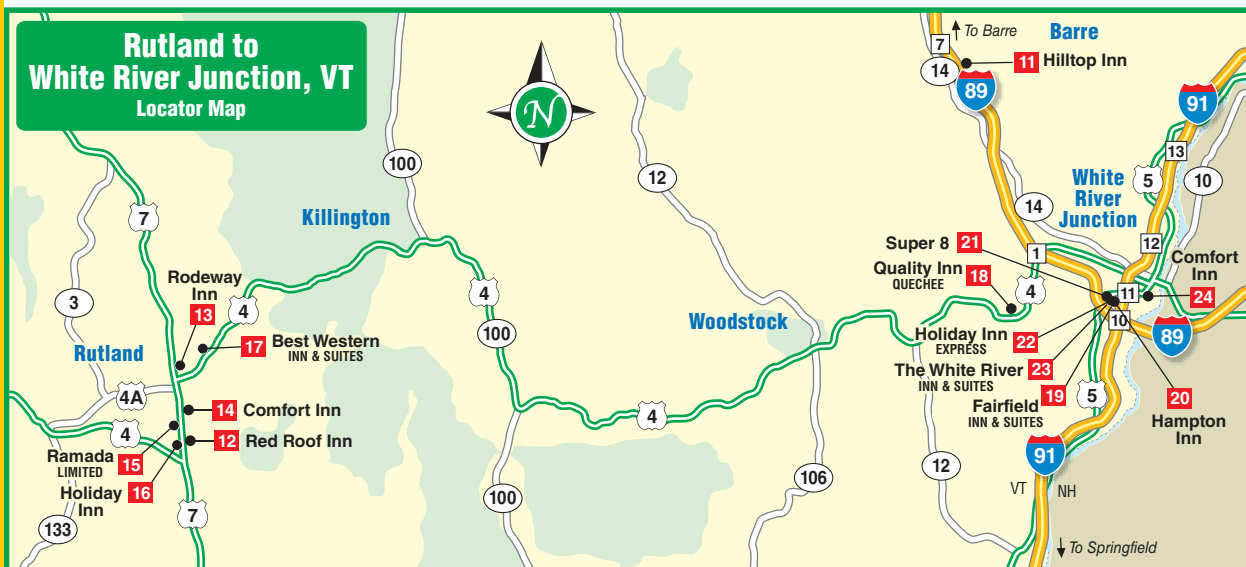 Rutland to
White River Junction, VT
Locator Map
N
To Barre
Barre
7
14
11 Hilltop Inn
89
91
13
5
10
White
River
Junction
100
12
14
7
Killington
Rodeway
Inn
13
4
3
Rutland
17 Best Western
INN & SUITES
4A
14 Comfort Inn
4
12 Red Roof Inn
Ramada
LIMITED
15
Holiday
Inn
16
133
7
4
100
100
Woodstock
4
106
12
Super 8 21
Quality Inn
QUECHEE
18
4
1
12
Comfort
Inn
24
11
10
89
Holiday Inn
EXPRESS
22
The White River
INN & SUITES
23
Fairfield
INN & SUITES
19
5
20
Hampton
Inn
91
VT
NH
To Springfield